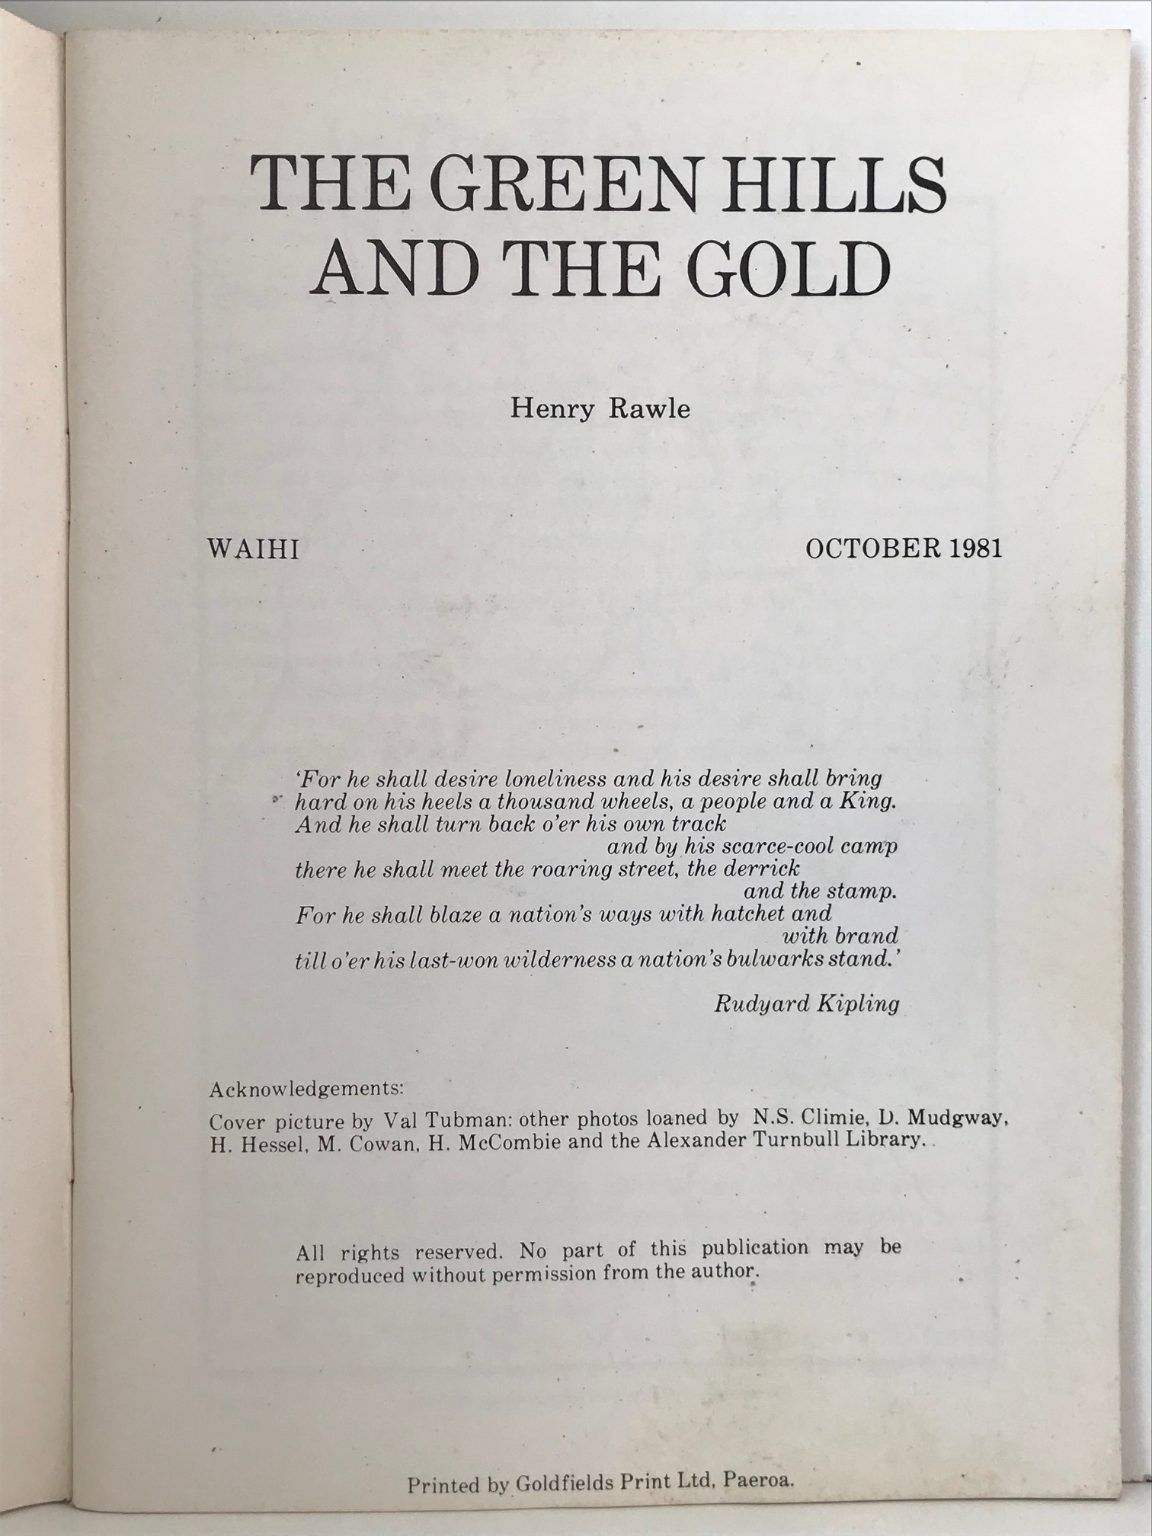 THE GREEN HILLS
AND THE GOLD
Henry Rawle
WAIHI OCTOBER 1981
‘For he shall desire loneliness and his desire shall bring
hard on his heels a thousand wheels, a people and a King.
And he shall turn back o’er his own track
and by his scarce-cool camp
there he shall meet the roaring street, the derrick
and the stamp.
For he shall blaze a nation’s ways with hatchet and
with brand
till o’er his last-won wilderness a nation’s bulwarks stand.’
Rudyard Kipling
Acknowledgements:
Cover picture by Val Tubman: other photos loaned by N.S. Climie, D. Mudgway,
H. Hessel, M. Cowan, H. McCombie and the Alexander Turnbull Library.
All rights reserved. No part of this publication may be
reproduced without permission from the author.
Printed by Goldfields Print Ltd, Paeroa.